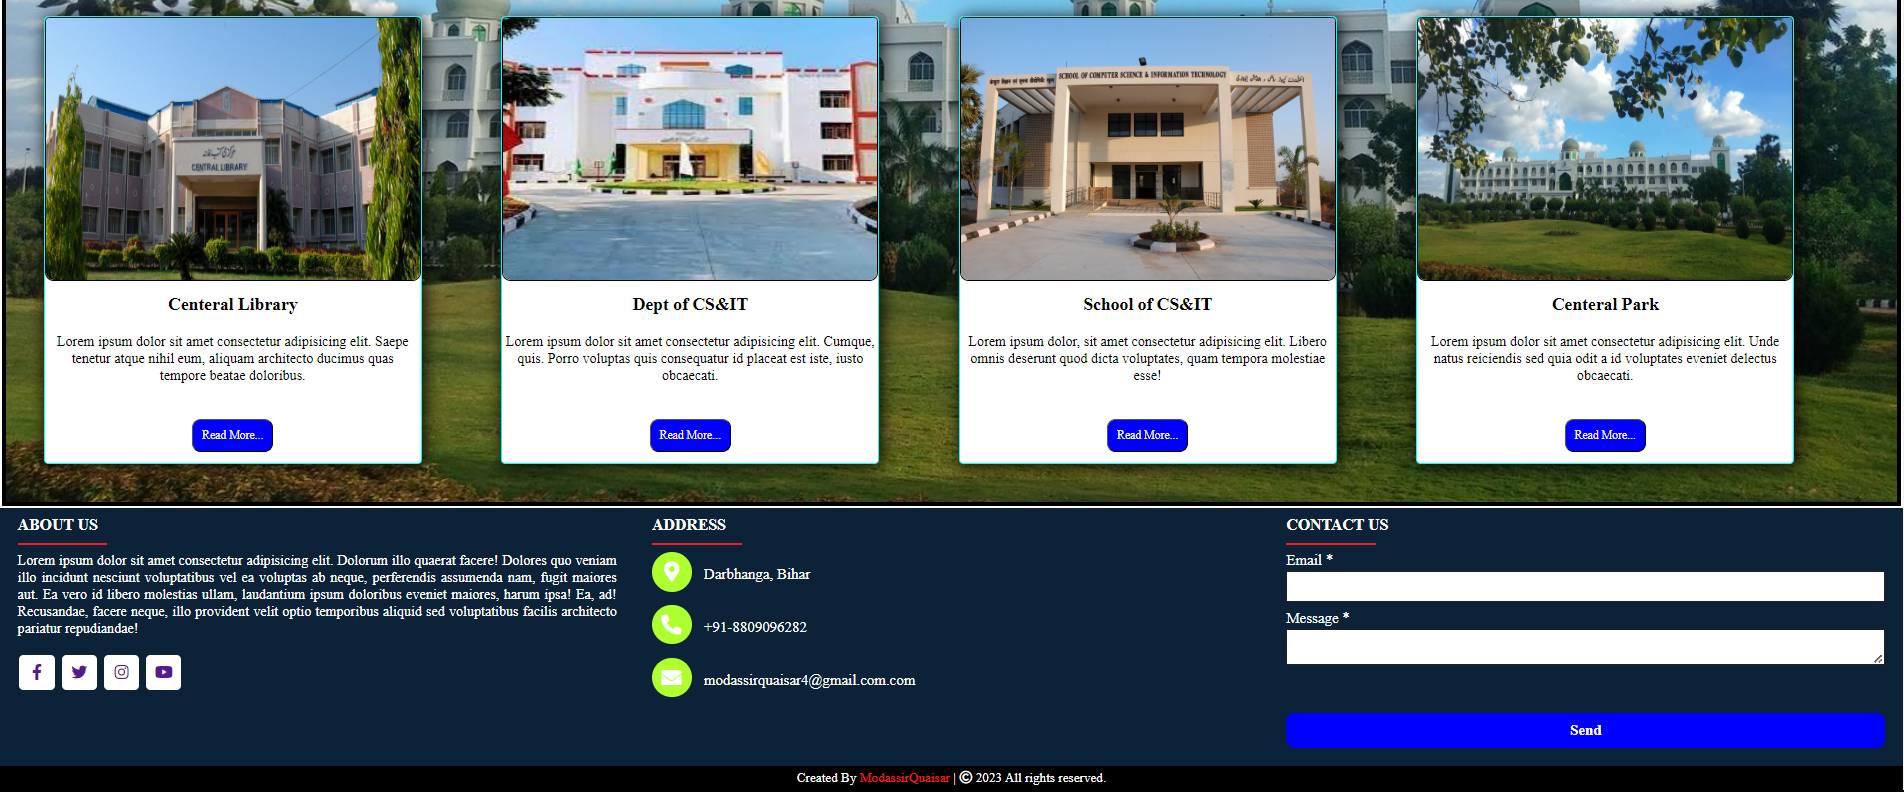 CENTRAL LIBRARY
SCHOOL OF COMPUTER SCIENCE & INFORMATION TECHNOLOGY
Centeral Library
Lorem ipsum dolor sit amet consectetur adipisicing elit. Saepe
tenetur atque nihil eum, aliquam architecto ducimus quas
tempore beatae doloribus.
Read More...
Dept of CS&IT
Lorem ipsum dolor sit amet consectetur adipisicing elit. Cumque,
quis. Porro voluptas quis consequatur id placeat est iste, iusto
obcaecati.
Read More...
School of CS&IT
Lorem ipsum dolor, sit amet consectetur adipisicing elit. Libero
omnis deserunt quod dicta voluptates, quam tempora molestiae
esse!
Read More...
Centeral Park
Lorem ipsum dolor sit amet consectetur adipisicing elit. Unde
natus reiciendis sed quia odit a id voluptates eveniet delectus
obcaecati.
Read More...
ABOUT US
Lorem ipsum dolor sit amet consectetur adipisicing elit. Dolorum illo quaerat facere! Dolores quo veniam
illo incidunt nesciunt voluptatibus vel ea voluptas ab neque, perferendis assumenda nam, fugit maiores
aut. Ea vero id libero molestias ullam, laudantium ipsum doloribus eveniet maiores, harum ipsa! Ea, ad!
Recusandae, facere neque, illo provident velit optio temporibus aliquid sed voluptatibus facilis architecto
pariatur repudiandae!
ADDRESS
Darbhanga, Bihar
+91-8809096282
modassirquaisar4@gmail.com.com
CONTACT US
Email *
Message *
Send
Created By ModassirQuaisar | © 2023 All rights reserved.